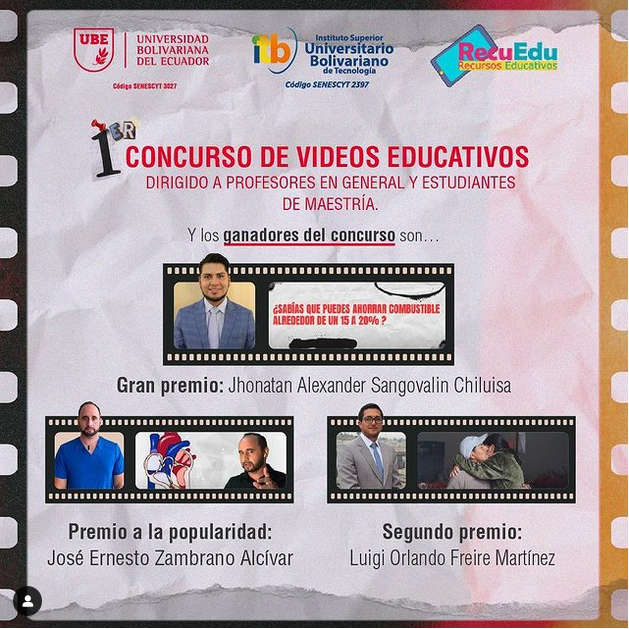 UBE
UNIVERSIDAD
BOLIVARIANA
DEL ECUADOR
Código SENESCYT 3027
itb
Instituto Superior
Universitario
Bolivariano
de Tecnología
Código SENESCYT 2397
RecuEdu
Recursos Educativos
1ER CONCURSO DE VIDEOS EDUCATIVOS
DIRIGIDO A PROFESORES EN GENERAL Y ESTUDIANTES
DE MAESTRÍA.
Y los ganadores del concurso son...
¿SABÍAS QUE PUEDES AHORRAR COMBUSTIBLE
ALREDEDOR DE UN 15 A 20% ?
Gran premio: Jhonatan Alexander Sangovalin Chiluisa
Premio a la popularidad:
José Ernesto Zambrano Alcívar
Segundo premio:
Luigi Orlando Freire Martínez